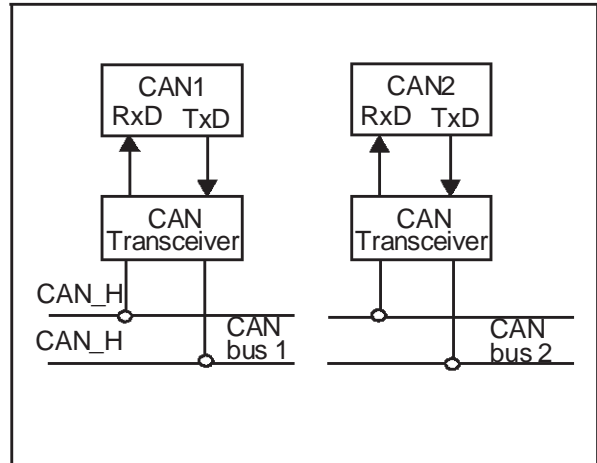 CAN1
RxD TxD
CAN
Transceiver
CAN_H
CAN_H
CAN
bus 1
CAN2
RxD TxD
CAN
Transceiver
CAN
bus 2